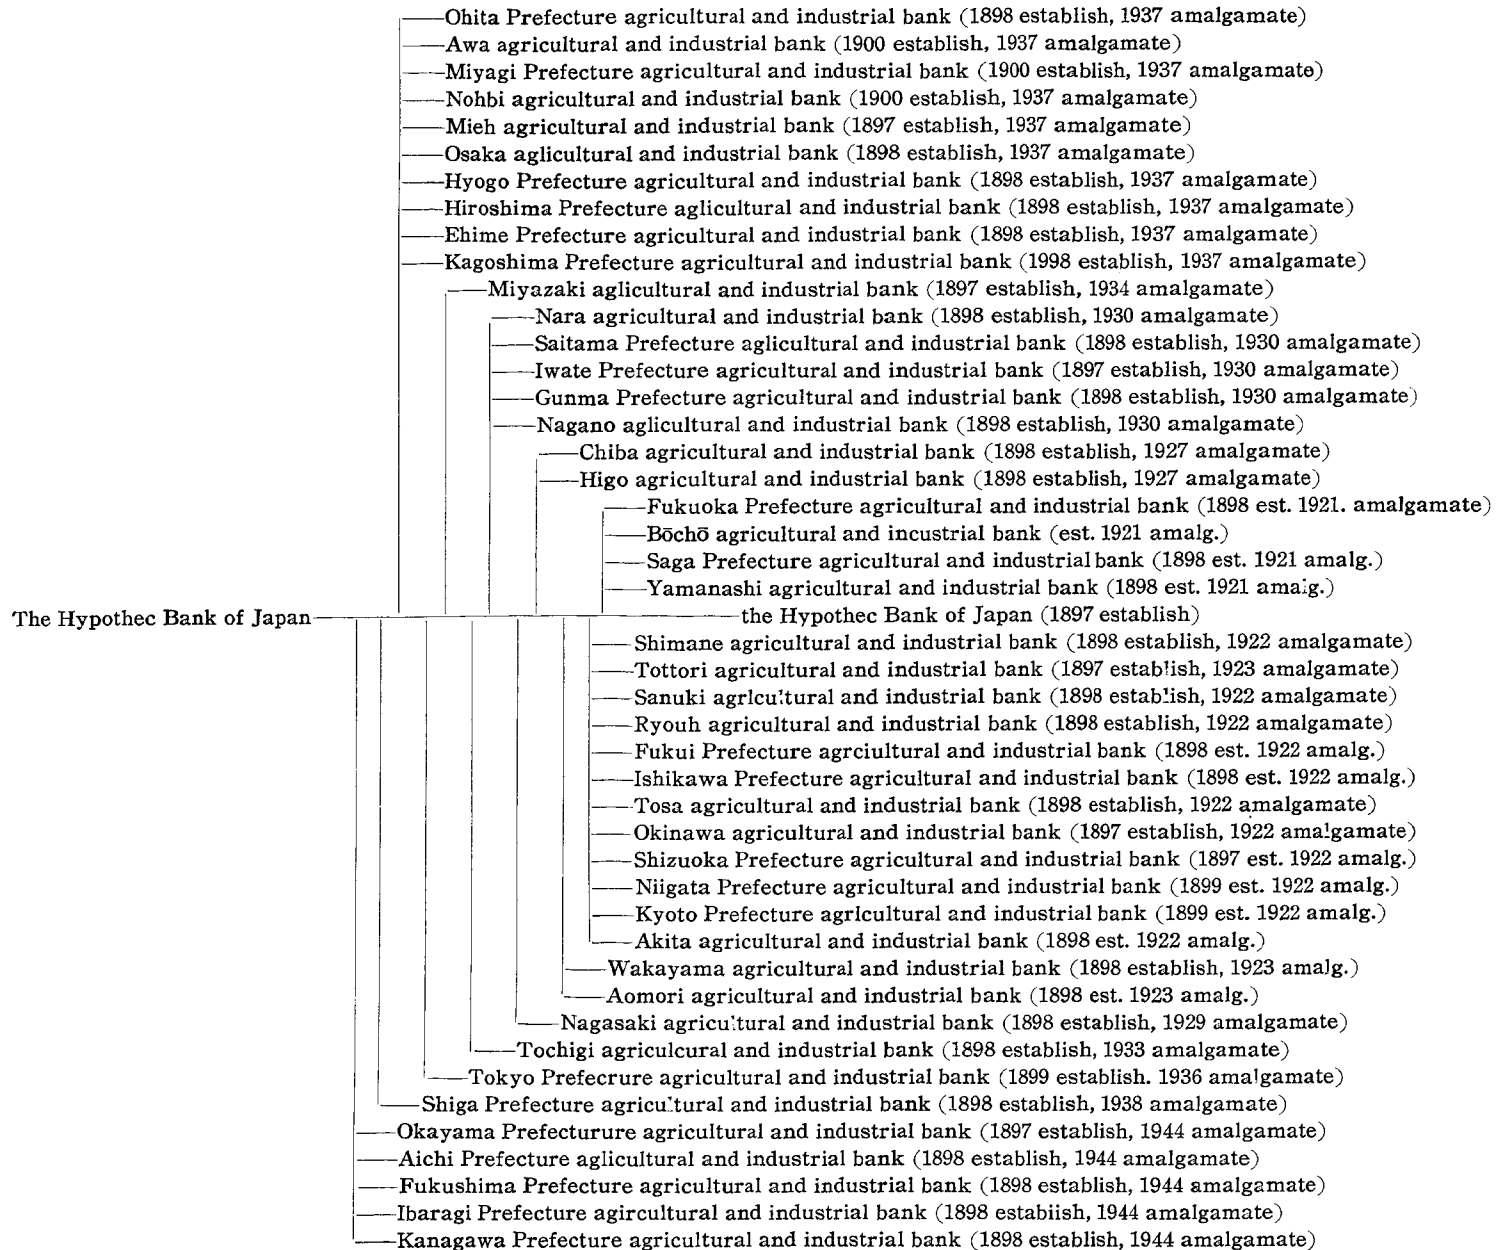 Ohita Prefecture agricultural and industrial bank (1898 establish, 1937 amalgamate)
Awa agricultural and industrial bank (1900 establish, 1937 amalgamate)
Miyagi Prefecture agricultural and industrial bank (1900 establish, 1937 amalgamate)
Nohbi agricultural and industrial bank (1900 establish, 1937 amalgamate)
Mieh agricultural and industrial bank (1897 establish, 1937 amalgamate)
Osaka aglicultural and industrial bank (1898 establish, 1937 amalgamate)
Hyogo Prefecture agricultural and industrial bank (1898 establish, 1937 amalgamate)
Hiroshima Prefecture aglicultural and industrial bank (1898 establish, 1937 amalgamate)
Ehime Prefecture agricultural and industrial bank (1898 establish, 1937 amalgamate)
Kagoshima Prefecture agricultural and industrial bank (1998 establish, 1937 amalgamate)
Miyazaki aglicultural and industrial bank (1897 establish, 1934 amalgamate)
Nara agricultural and industrial bank (1898 establish, 1930 amalgamate)
Saitama Prefecture aglicultural and industrial bank (1898 establish, 1930 amalgamate)
Iwate Prefecture agricultural and industrial bank (1897 establish, 1930 amalgamate)
Gunma Prefecture agricultural and industrial bank (1898 establish, 1930 amalgamate)
Nagano aglicultural and industrial bank (1898 establish, 1930 amalgamate)
Chiba agricultural and industrial bank (1898 establish, 1927 amalgamate)
Higo agricultural and industrial bank (1898 establish, 1927 amalgamate)
Fukuoka Prefecture agricultural and industrial bank (1898 est. 1921. amalgamate)
Bōchō agricultural and incustrial bank (est. 1921 amalg.)
Saga Prefecture agricultural and industrial bank (1898 est. 1921 amalg.)
Yamanashi agricultural and industrial bank (1898 est. 1921 amalg.)
The Hypothec Bank of Japan the Hypothec Bank of Japan (1897 establish)
Shimane agricultural and industrial bank (1898 establish, 1922 amalgamate)
Tottori agricultural and industrial bank (1897 establish, 1923 amalgamate)
Sanuki agrIcultural and industrial bank (1898 establish, 1922 amalgamate)
Ryouh agricultural and industrial bank (1898 establish, 1922 amalgamate)
Fukui Prefecture agrciultural and industrial bank (1898 est. 1922 amalg.)
Ishikawa Prefecture agricultural and industrial bank (1898 est. 1922 amalg.)
Tosa agricultural and industrial bank (1898 establish, 1922 amalgamate)
Okinawa agricultural and industrial bank (1897 establish, 1922 amalgamate)
Shizuoka Prefecture agricultural and industrial bank (1897 est. 1922 amalg.)
Niigata Prefecture agricultural and industrial bank (1899 est. 1922 amalg.)
Kyoto Prefecture agrIcultural and industrial bank (1899 est. 1922 amalg.)
Akita agricultural and industrial bank (1898 est. 1922 amalg.)
Wakayama agricultural and industrial bank (1898 establish, 1923 amalg.)
Aomori agricultural and industrial bank (1898 est. 1923 amalg.)
Nagasaki agricultural and industrial bank (1898 establish, 1929 amalgamate)
Tochigi agriculcural and industrial bank (1898 establish, 1933 amalgamate)
Tokyo Prefecrure agricultural and industrial bank (1899 establish. 1936 amalgamate)
Shiga Prefecture agricultural and industrial bank (1898 establish, 1938 amalgamate)
Okayama Prefecturure agricultural and industrial bank (1897 establish, 1944 amalgamate)
Aichi Prefecture aglicultural and industrial bank (1898 establish, 1944 amalgamate)
Fukushima Prefecture agricultural and industrial bank (1898 establish, 1944 amalgamate)
Ibaragi Prefecture agircultural and industrial bank (1898 estabiish, 1944 amalgamate)
Kanagawa Prefecture agricultural and industrial bank (1898 establish, 1944 amalgamate)